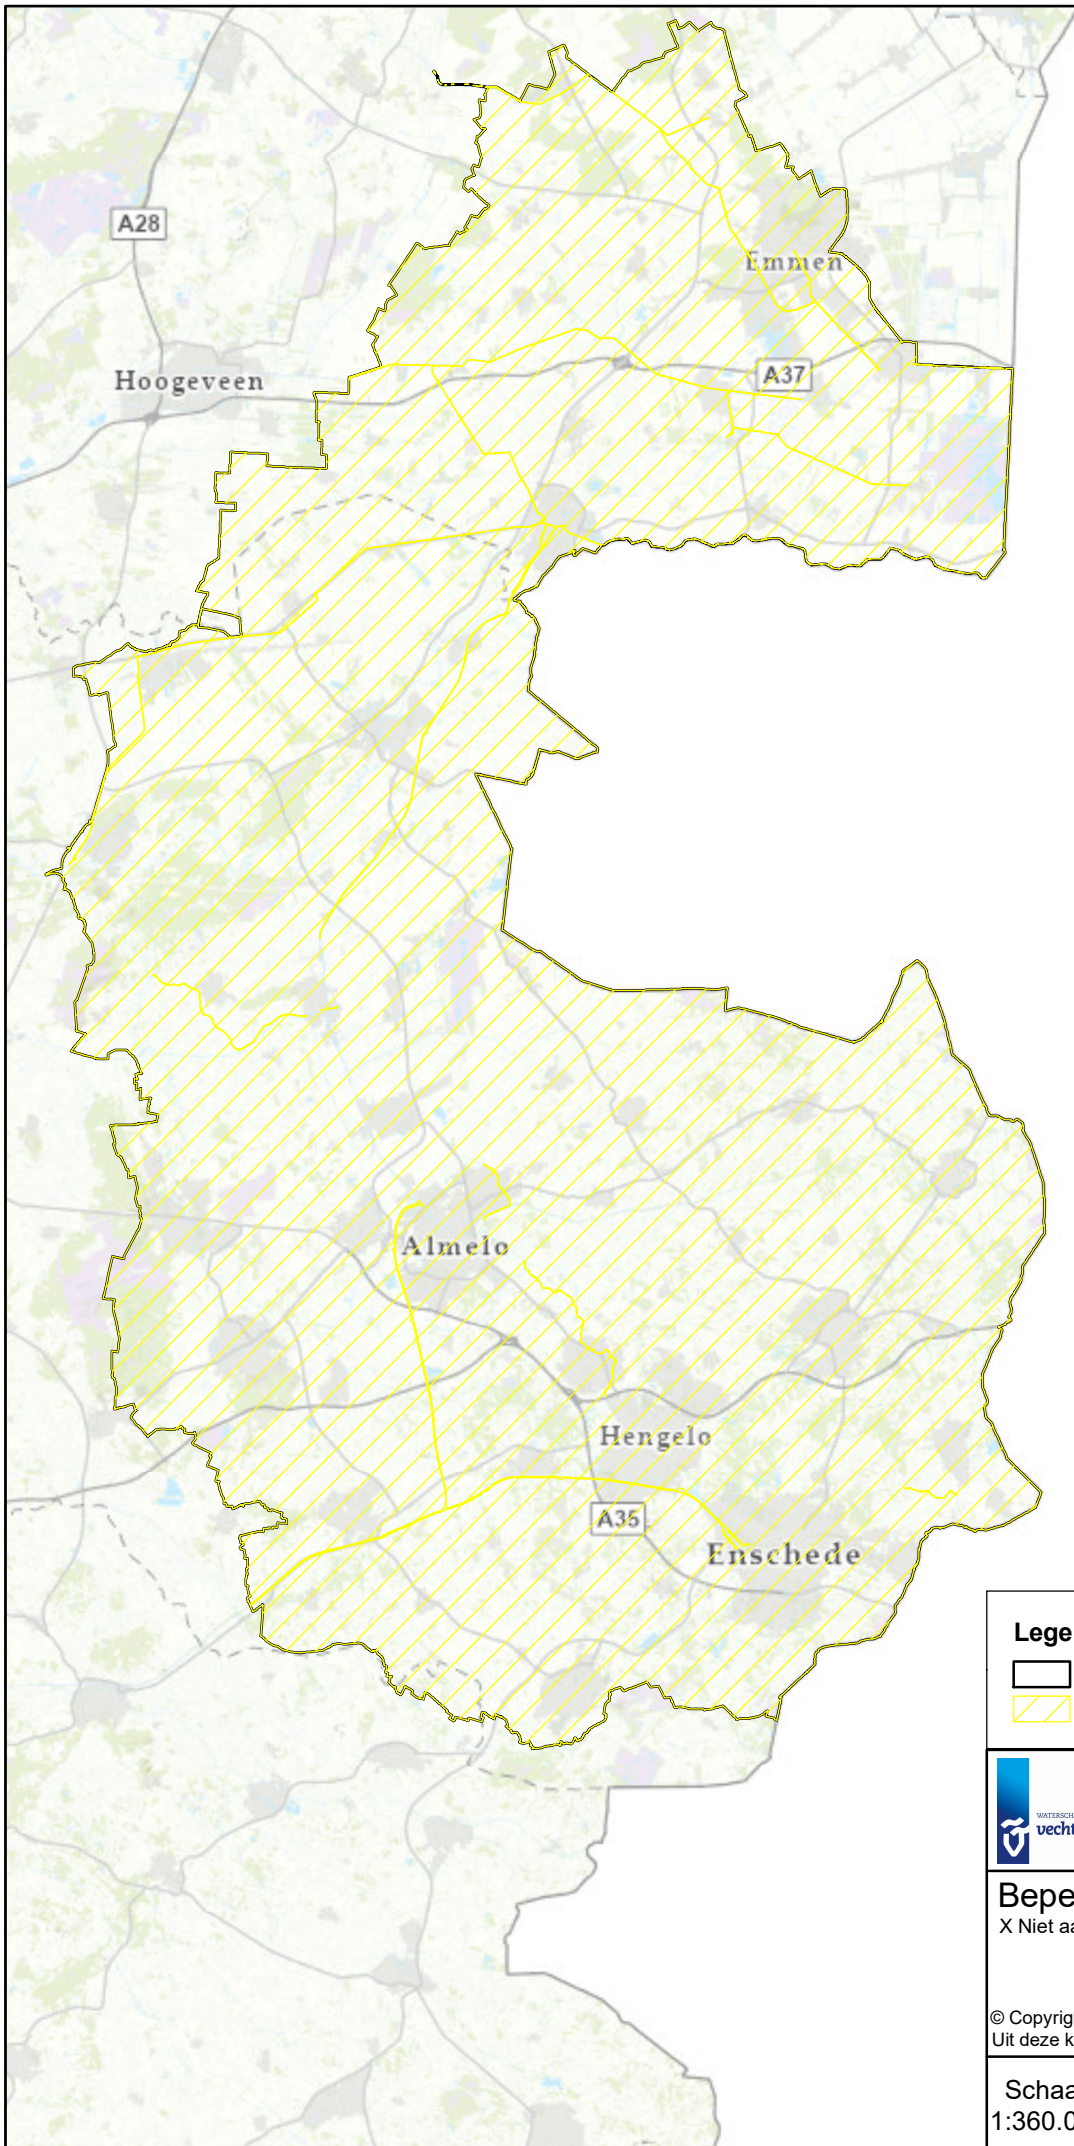 A28
Emmen
Hoogeveen
A37
Almelo
Hengelo
A35
Enschede
Lege
WATERSCH
vecht
Bepe
X Niet aa
© Copyrig
Uit deze k
Schaa
1:360.0